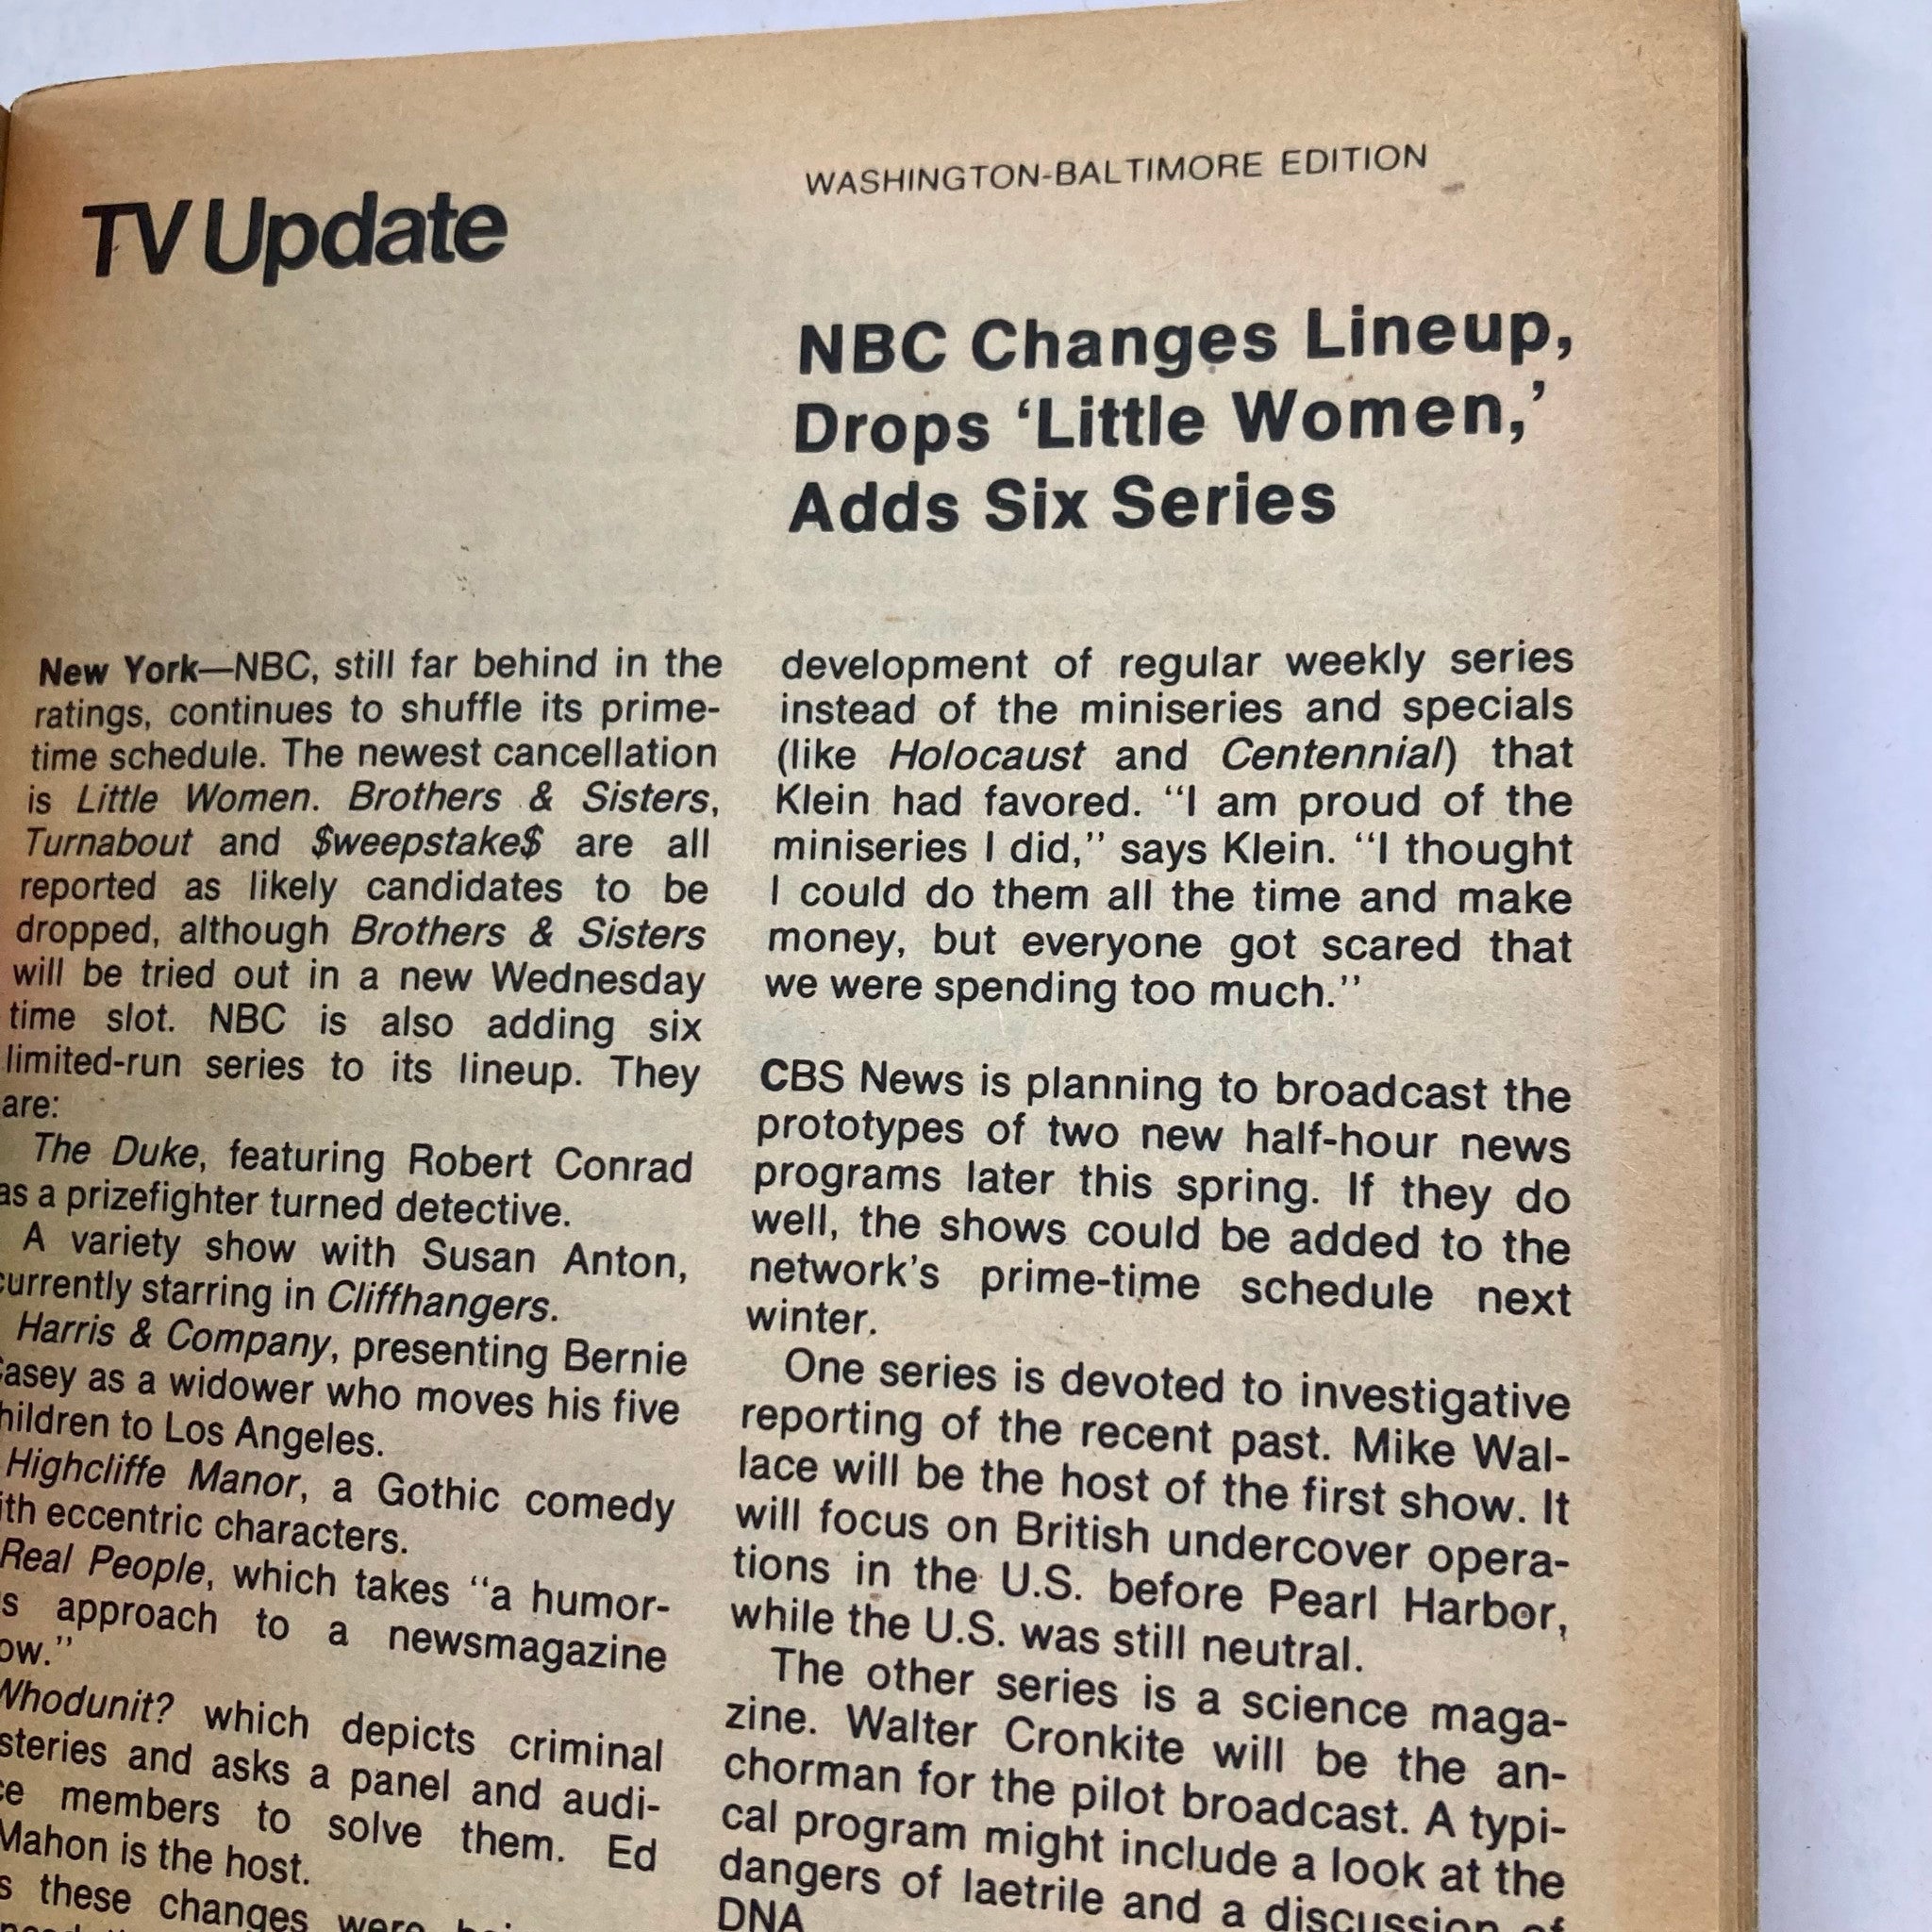 WASHINGTON-BALTIMORE EDITION
TV Update
NBC Changes Lineup,
Drops ‘Little Women,’
Adds Six Series
New York—NBC, still far behind in the
ratings, continues to shuffle its prime-
time schedule. The newest cancellation
is Little Women. Brothers & Sisters,
Turnabout and $weepstake$ are all
reported as likely candidates to be
dropped, although Brothers & Sisters
will be tried out in a new Wednesday
time slot. NBC is also adding six
limited-run series to its lineup. They
are:
The Duke, featuring Robert Conrad
as a prizefighter turned detective.
A variety show with Susan Anton,
currently starring in Cliffhangers.
Harris & Company, presenting Bernie
Casey as a widower who moves his five
children to Los Angeles.
Highcliffe Manor, a Gothic comedy
ith eccentric characters.
Real People, which takes “a humor-
s approach to a newsmagazine
ow.”
Whodunit? which depicts criminal
steries and asks a panel and audi-
ce members to solve them. Ed
Mahon is the host.
s these changes were
development of regular weekly series
instead of the miniseries and specials
(like Holocaust and Centennial) that
Klein had favored. “I am proud of the
miniseries I did,” says Klein. “I thought
I could do them all the time and make
money, but everyone got scared that
we were spending too much.”
CBS News is planning to broadcast the
prototypes of two new half-hour news
programs later this spring. If they do
well, the shows could be added to the
network’s prime-time schedule next
winter.
One series is devoted to investigative
reporting of the recent past. Mike Wal-
lace will be the host of the first show. It
will focus on British undercover opera-
tions in the U.S. before Pearl Harbor,
while the U.S. was still neutral.
The other series is a science maga-
zine. Walter Cronkite will be the an-
chorman for the pilot broadcast. A typi-
cal program might include a look at the
dangers of laetrile and a discussion of
DNA